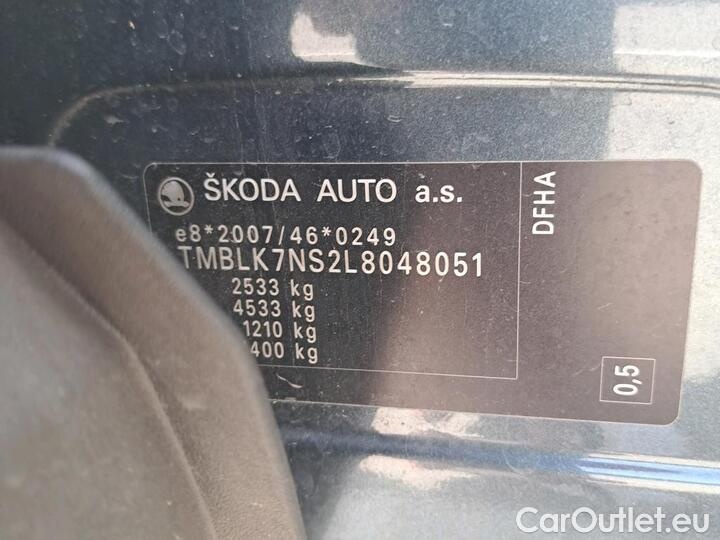 ŠKODA AUTO a.s.
e8*2007/46*0249
TMBLK7NS2L8048051
2533 kg
4533 kg
1210 kg
400 kg
DFHA
0,5
CarOutlet.eu